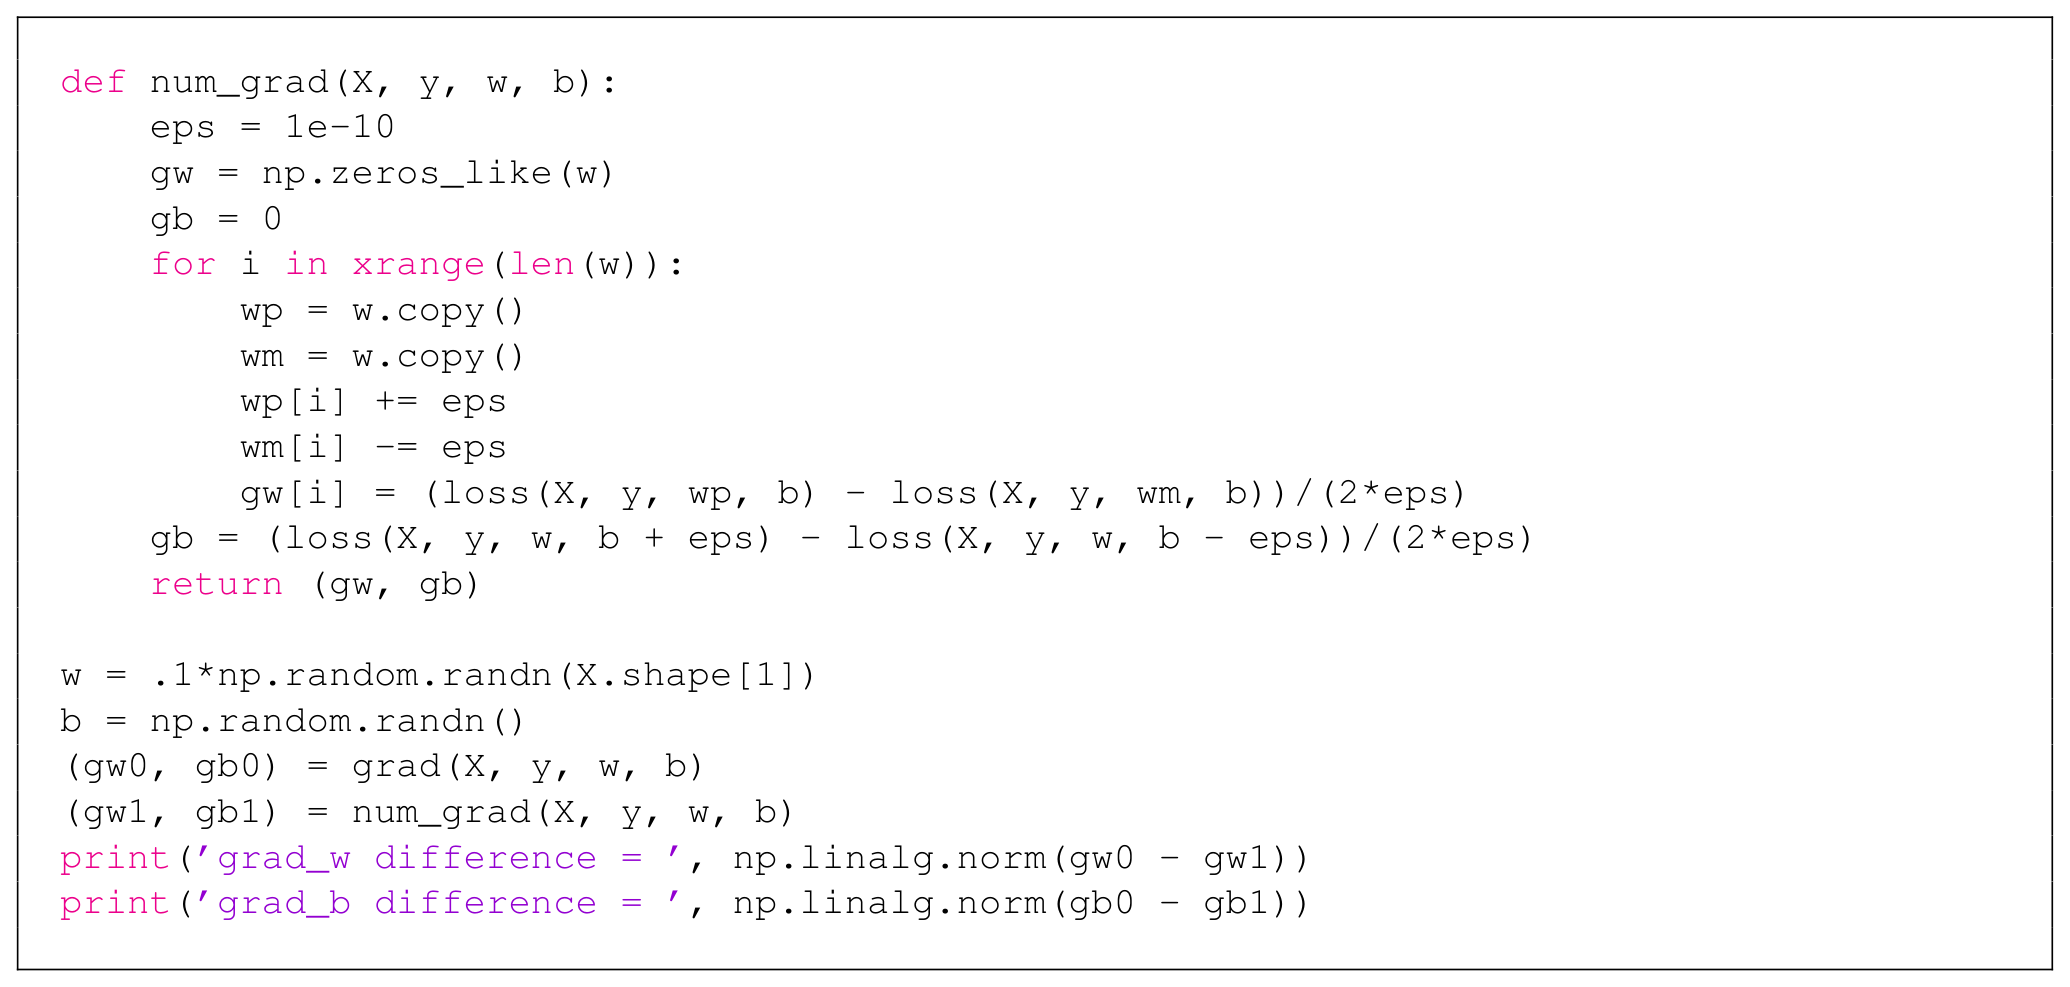 def num_grad(X, y, w, b):
    eps = 1e-10
    gw = np.zeros_like(w)
    gb = 0
    for i in xrange(len(w)):
        wp = w.copy()
        wm = w.copy()
        wp[i] += eps
        wm[i] -= eps
        gw[i] = (loss(X, y, wp, b) - loss(X, y, wm, b))/(2*eps)
    gb = (loss(X, y, w, b + eps) - loss(X, y, w, b - eps))/(2*eps)
    return (gw, gb)

w = .1*np.random.randn(X.shape[1])
b = np.random.randn()
(gw0, gb0) = grad(X, y, w, b)
(gw1, gb1) = num_grad(X, y, w, b)
print(’grad_w difference = ’, np.linalg.norm(gw0 - gw1))
print(’grad_b difference = ’, np.linalg.norm(gb0 - gb1))